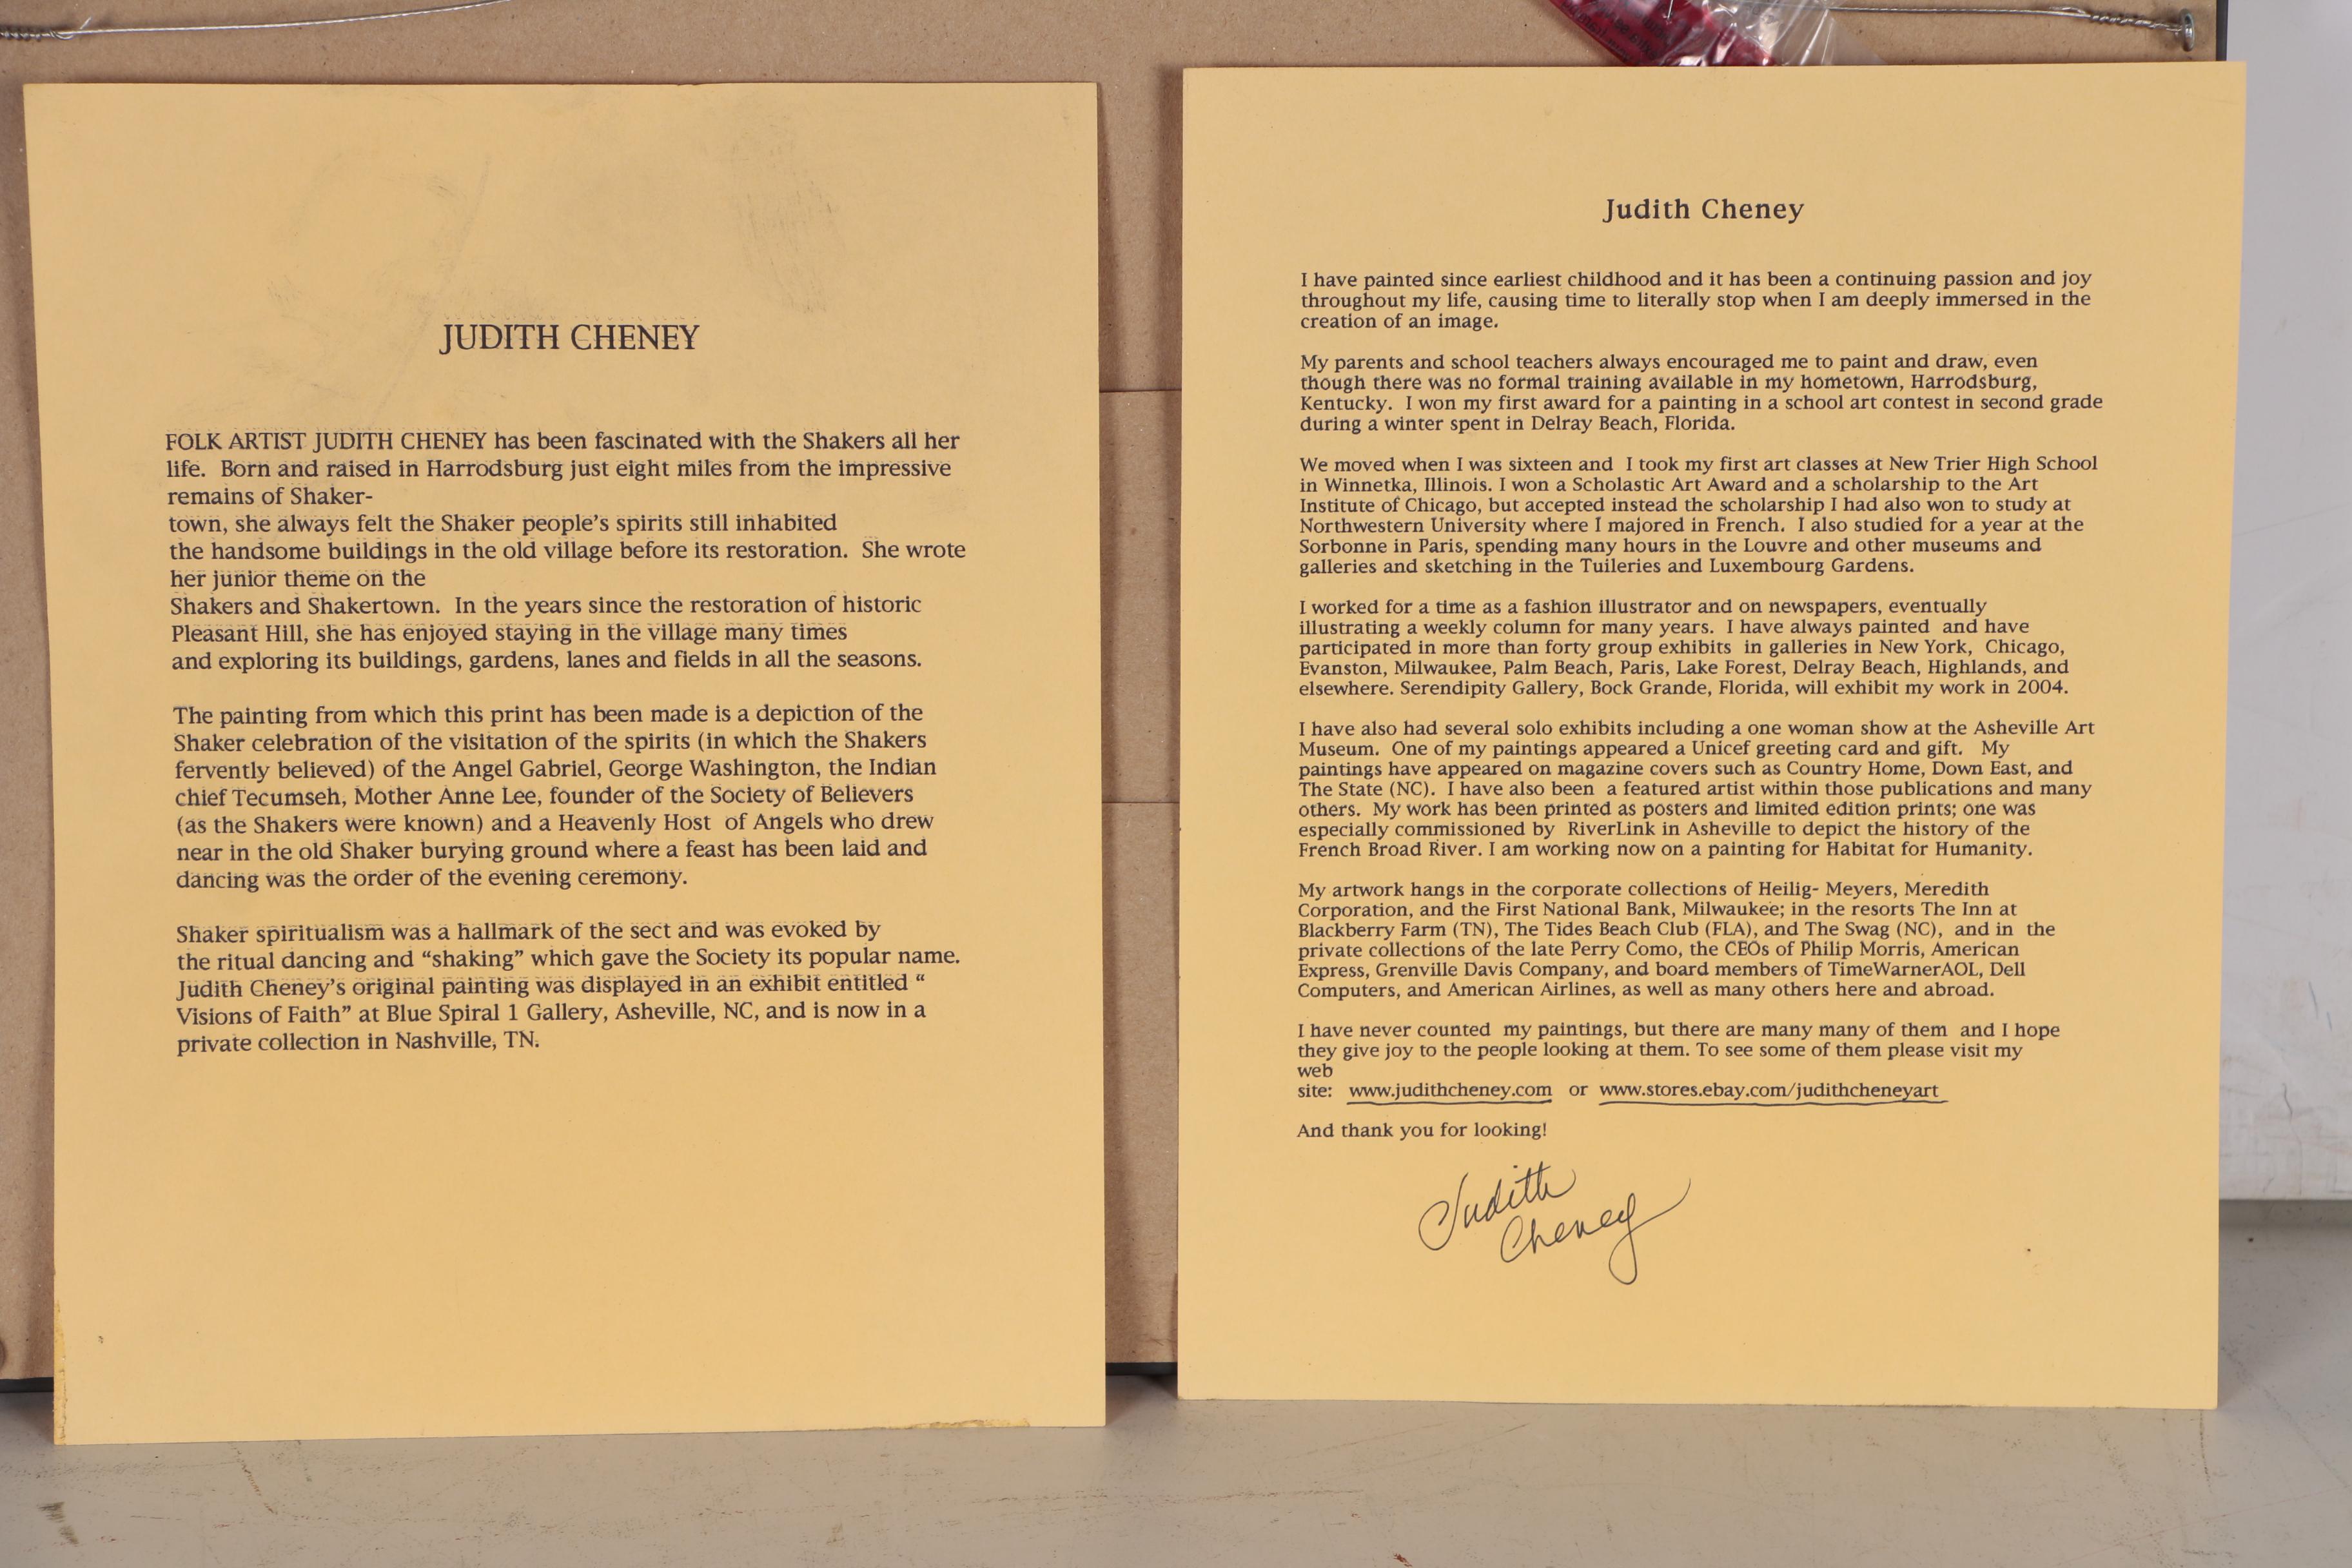 JUDITH CHENEY
FOLK ARTIST JUDITH CHENEY has been fascinated with the Shakers all her
life.  Born and raised in Harrodsburg just eight miles from the impressive
remains of Shaker-
town, she always felt the Shaker people's spirits still inhabited
the handsome buildings in the old village before its restoration.  She wrote
her junior theme on the
Shakers and Shakertown.  In the years since the restoration of historic
Pleasant Hill, she has enjoyed staying in the village many times
and exploring its buildings, gardens, lanes and fields in all the seasons.
The painting from which this print has been made is a depiction of the
Shaker celebration of the visitation of the spirits (in which the Shakers
fervently believed) of the Angel Gabriel, George Washington, the Indian
chief Tecumseh, Mother Anne Lee, founder of the Society of Believers
(as the Shakers were known) and a Heavenly Host  of Angels who drew
near in the old Shaker burying ground where a feast has been laid and
dancing was the order of the evening ceremony.
Shaker spiritualism was a hallmark of the sect and was evoked by
the ritual dancing and “shaking” which gave the Society its popular name.
Judith Cheney's original painting was displayed in an exhibit entitled “
Visions of Faith” at Blue Spiral 1 Gallery, Asheville, NC, and is now in a
private collection in Nashville, TN.
Judith Cheney
I have painted since earliest childhood and it has been a continuing passion and joy
throughout my life, causing time to literally stop when I am deeply immersed in the
creation of an image.
My parents and school teachers always encouraged me to paint and draw, even
though there was no formal training available in my hometown, Harrodsburg,
Kentucky.  I won my first award for a painting in a school art contest in second grade
during a winter spent in Delray Beach, Florida.
We moved when I was sixteen and  I took my first art classes at New Trier High School
in Winnetka, Illinois. I won a Scholastic Art Award and a scholarship to the Art
Institute of Chicago, but accepted instead the scholarship I had also won to study at
Northwestern University where I majored in French.  I also studied for a year at the
Sorbonne in Paris, spending many hours in the Louvre and other museums and
galleries and sketching in the Tuileries and Luxembourg Gardens.
I worked for a time as a fashion illustrator and on newspapers, eventually
illustrating a weekly column for many years.  I have always painted  and have
participated in more than forty group exhibits  in galleries in New York,  Chicago,
Evanston, Milwaukee, Palm Beach, Paris, Lake Forest, Delray Beach, Highlands, and
elsewhere. Serendipity Gallery, Bock Grande, Florida, will exhibit my work in 2004.
I have also had several solo exhibits including a one woman show at the Asheville Art
Museum.  One of my paintings appeared a Unicef greeting card and gift.   My
paintings have appeared on magazine covers such as Country Home, Down East, and
The State (NC).  I have also been  a featured artist within those publications and many
others.  My work has been printed as posters and limited edition prints; one was
especially commissioned by  RiverLink in Asheville to depict the history of the
French Broad River. I am working now on a painting for Habitat for Humanity.
My artwork hangs in the corporate collections of Heilig- Meyers, Meredith
Corporation, and the First National Bank, Milwaukee; in the resorts The Inn at
Blackberry Farm (TN), The Tides Beach Club (FLA), and The Swag (NC),  and in  the
private collections of the late Perry Como, the CEOs of Philip Morris, American
Express, Grenville Davis Company, and board members of TimeWarnerAOL, Dell
Computers, and American Airlines, as well as many others here and abroad.
I have never counted  my paintings, but there are many many of them  and I hope
they give joy to the people looking at them. To see some of them please visit my
web
site:   www.judithcheney.com   or  www.stores.ebay.com/judithcheneyart
And thank you for looking!
Judith
Cheney